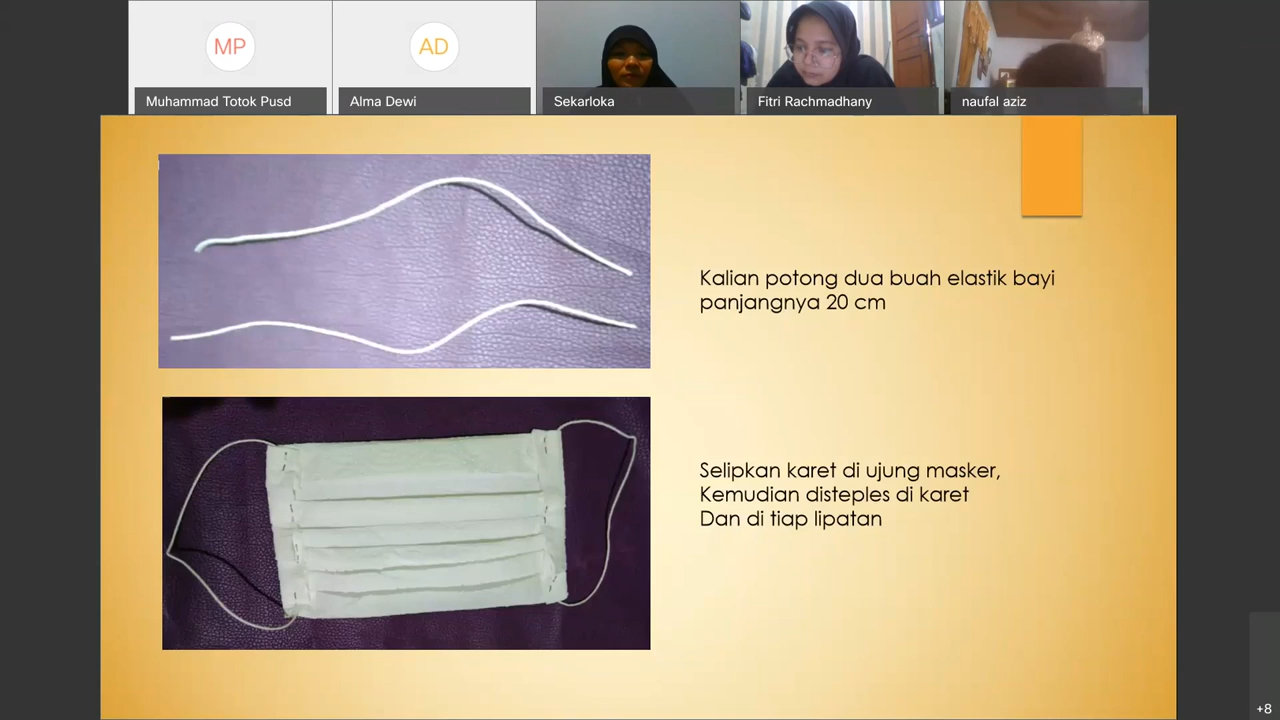 MP
AD
Muhammad Totok Pusd
Alma Dewi
Sekarloka
Fitri Rachmadhany
naufal aziz
Kalian potong dua buah elastik bayi
panjangnya 20 cm
Selipkan karet di ujung masker,
Kemudian disteples di karet
Dan di tiap lipatan
+8